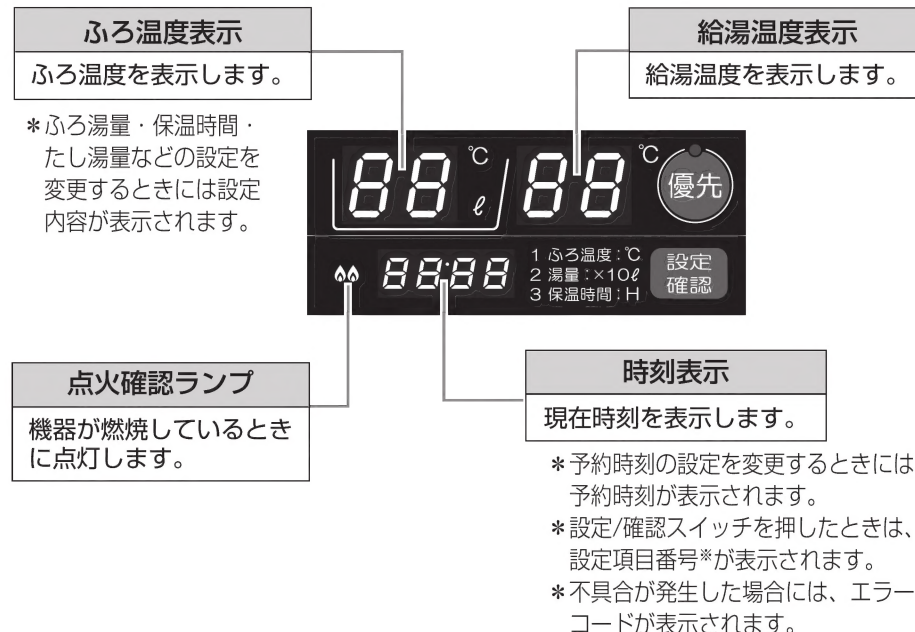 ふろ温度表示
ふろ温度を表示します。
*ふろ湯量・保温時間・
たし湯量などの設定を
変更するときには設定
内容が表示されます。
給湯温度表示
給湯温度を表示します。
88 ℃ ℓ 88 ℃ 優先
88:88
1 ふろ温度:℃
2 湯量:×10ℓ
3 保温時間:H
設定
確認
点火確認ランプ
機器が燃焼しているとき
に点灯します。
時刻表示
現在時刻を表示します。
*予約時刻の設定を変更するときには
予約時刻が表示されます。
*設定/確認スイッチを押したときは、
設定項目番号※が表示されます。
*不具合が発生した場合には、エラー
コードが表示されます。